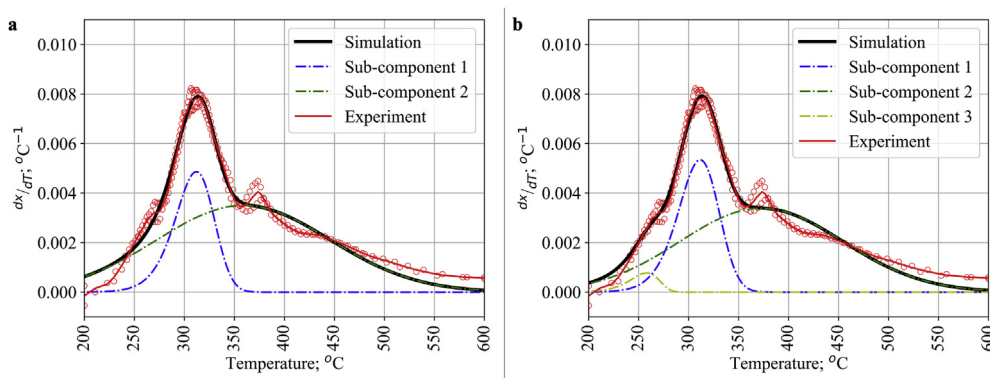 a
0.010
0.008
0.006
0.004
0.002
0.000
dx/dT; °C⁻¹
200
250
300
350
400
450
500
550
600
Temperature; °C
Simulation
Sub-component 1
Sub-component 2
Experiment
b
0.010
0.008
0.006
0.004
0.002
0.000
dx/dT; °C⁻¹
200
250
300
350
400
450
500
550
600
Temperature; °C
Simulation
Sub-component 1
Sub-component 2
Sub-component 3
Experiment